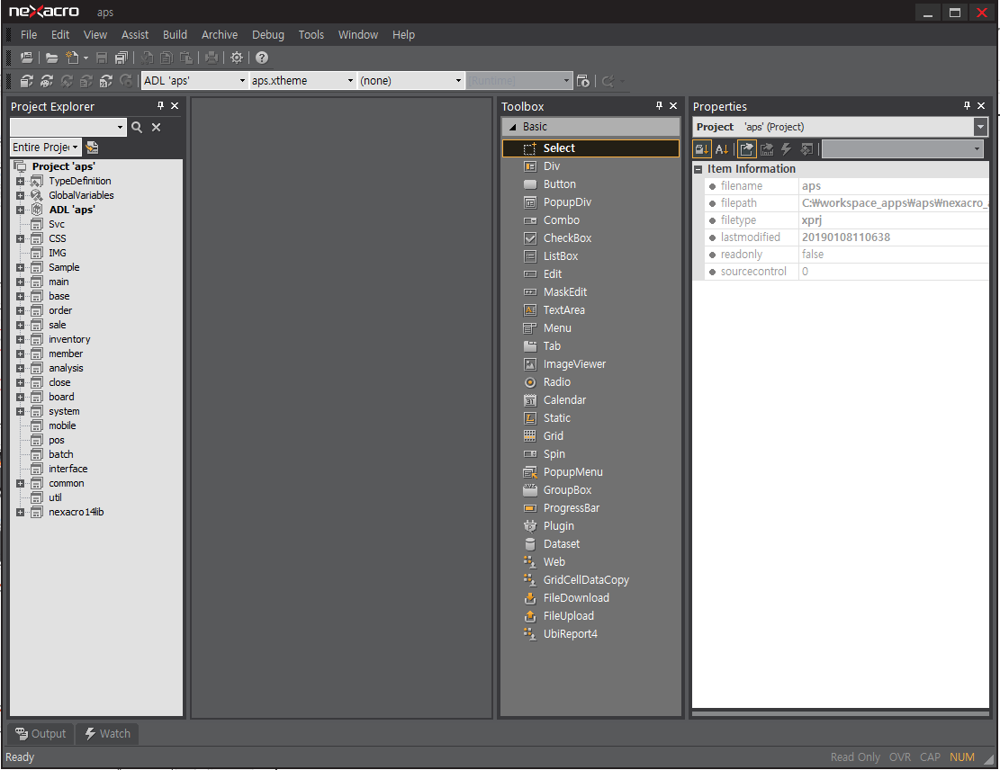 nexacro aps
File Edit View Assist Build Archive Debug Tools Window Help
ADL 'aps' aps.xtheme (none) [Runtime]
Project Explorer
Entire Projec
Project 'aps'
TypeDefinition
GlobalVariables
ADL 'aps'
Svc
CSS
IMG
Sample
main
base
order
sale
inventory
member
analysis
close
board
system
mobile
pos
batch
interface
common
util
nexacro14lib
Toolbox
Basic
Select
Div
Button
PopupDiv
Combo
CheckBox
ListBox
Edit
MaskEdit
TextArea
Menu
Tab
ImageViewer
Radio
Calendar
Static
Grid
Spin
PopupMenu
GroupBox
ProgressBar
Plugin
Dataset
Web
GridCellDataCopy
FileDownload
FileUpload
UbiReport4
Properties
Project 'aps' (Project)
Item Information
filename aps
filepath C:₩workspace_apps₩aps₩nexacro_a
filetype xprj
lastmodified 20190108110638
readonly false
sourcecontrol 0
Output Watch
Ready Read Only OVR CAP NUM